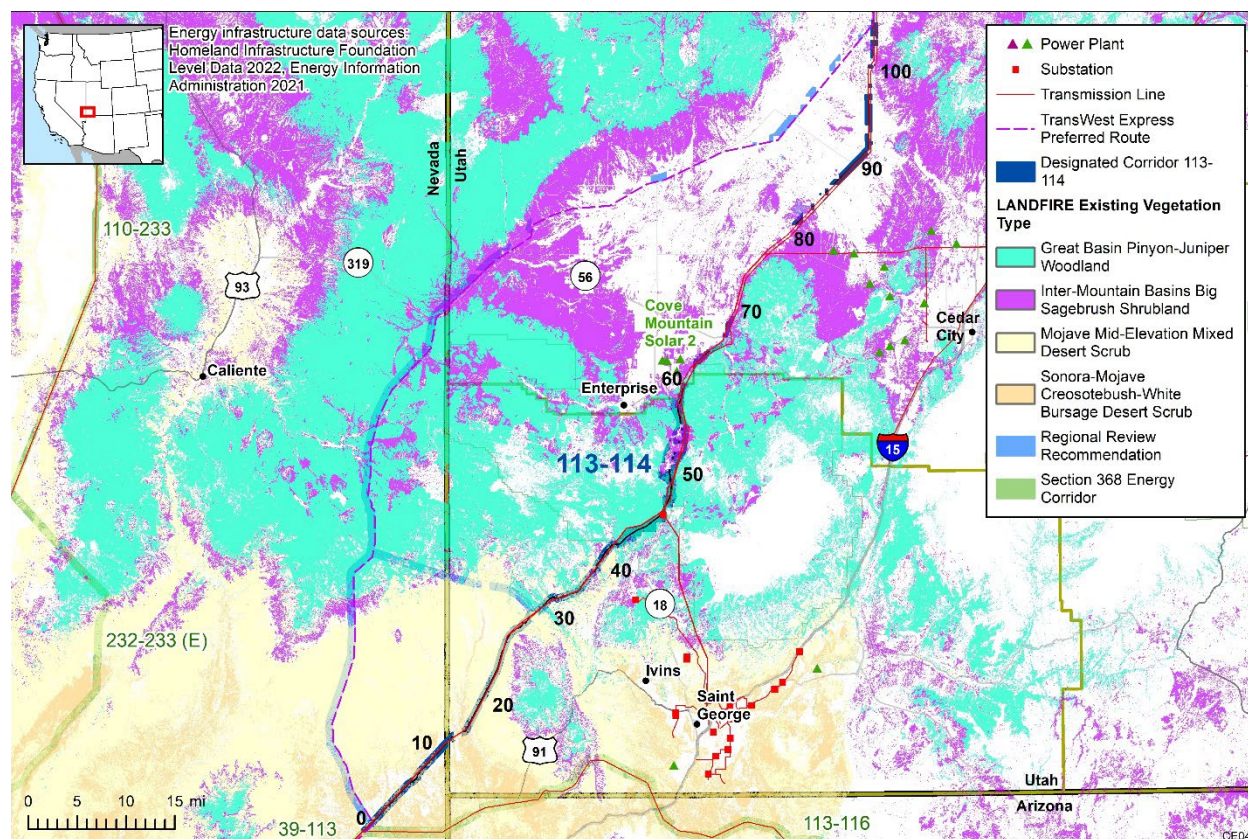 Energy infrastructure data sources:
Homeland Infrastructure Foundation
Level Data 2022, Energy Information
Administration 2021.
Power Plant
Substation
Transmission Line
TransWest Express
Preferred Route
Designated Corridor 113-
114
LANDFIRE Existing Vegetation
Type
Great Basin Pinyon-Juniper
Woodland
Inter-Mountain Basins Big
Sagebrush Shrubland
Mojave Mid-Elevation Mixed
Desert Scrub
Sonora-Mojave
Creosotebush-White
Bursage Desert Scrub
Regional Review
Recommendation
Section 368 Energy
Corridor
100
90
80
70
60
50
40
30
20
10
0
Nevada
Utah
110-233
93
319
56
Cove
Mountain
Solar 2
Cedar
City
Caliente
Enterprise
113-114
15
18
232-233 (E)
Ivins
Saint
George
91
Utah
Arizona
0 5 10 15 mi
39-113
113-116